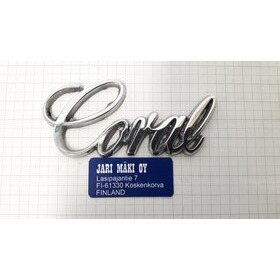 Coral
JARI MÄKI OY
Lasipajantie 7
FI-61330 Koskenkorva
FINLAND